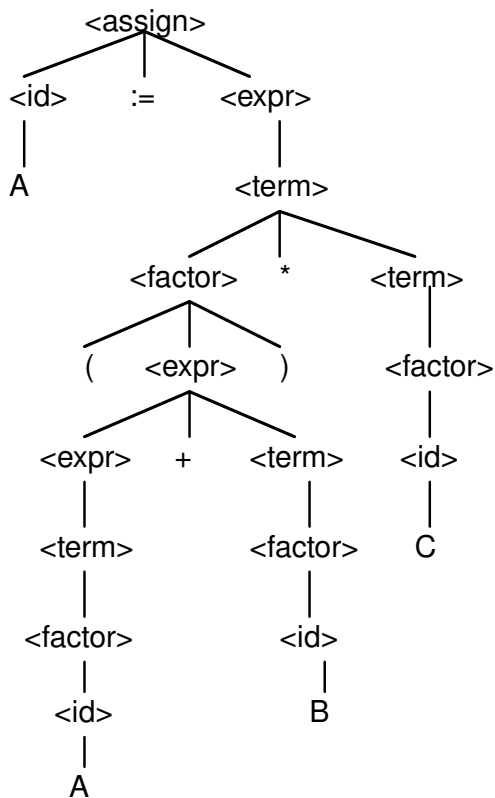 <assign>
<id> := <expr>
A <term>
<factor> * <term>
( <expr> ) <factor>
<expr> + <term> <id>
<term> <factor> C
<factor> <id>
<id> B
A